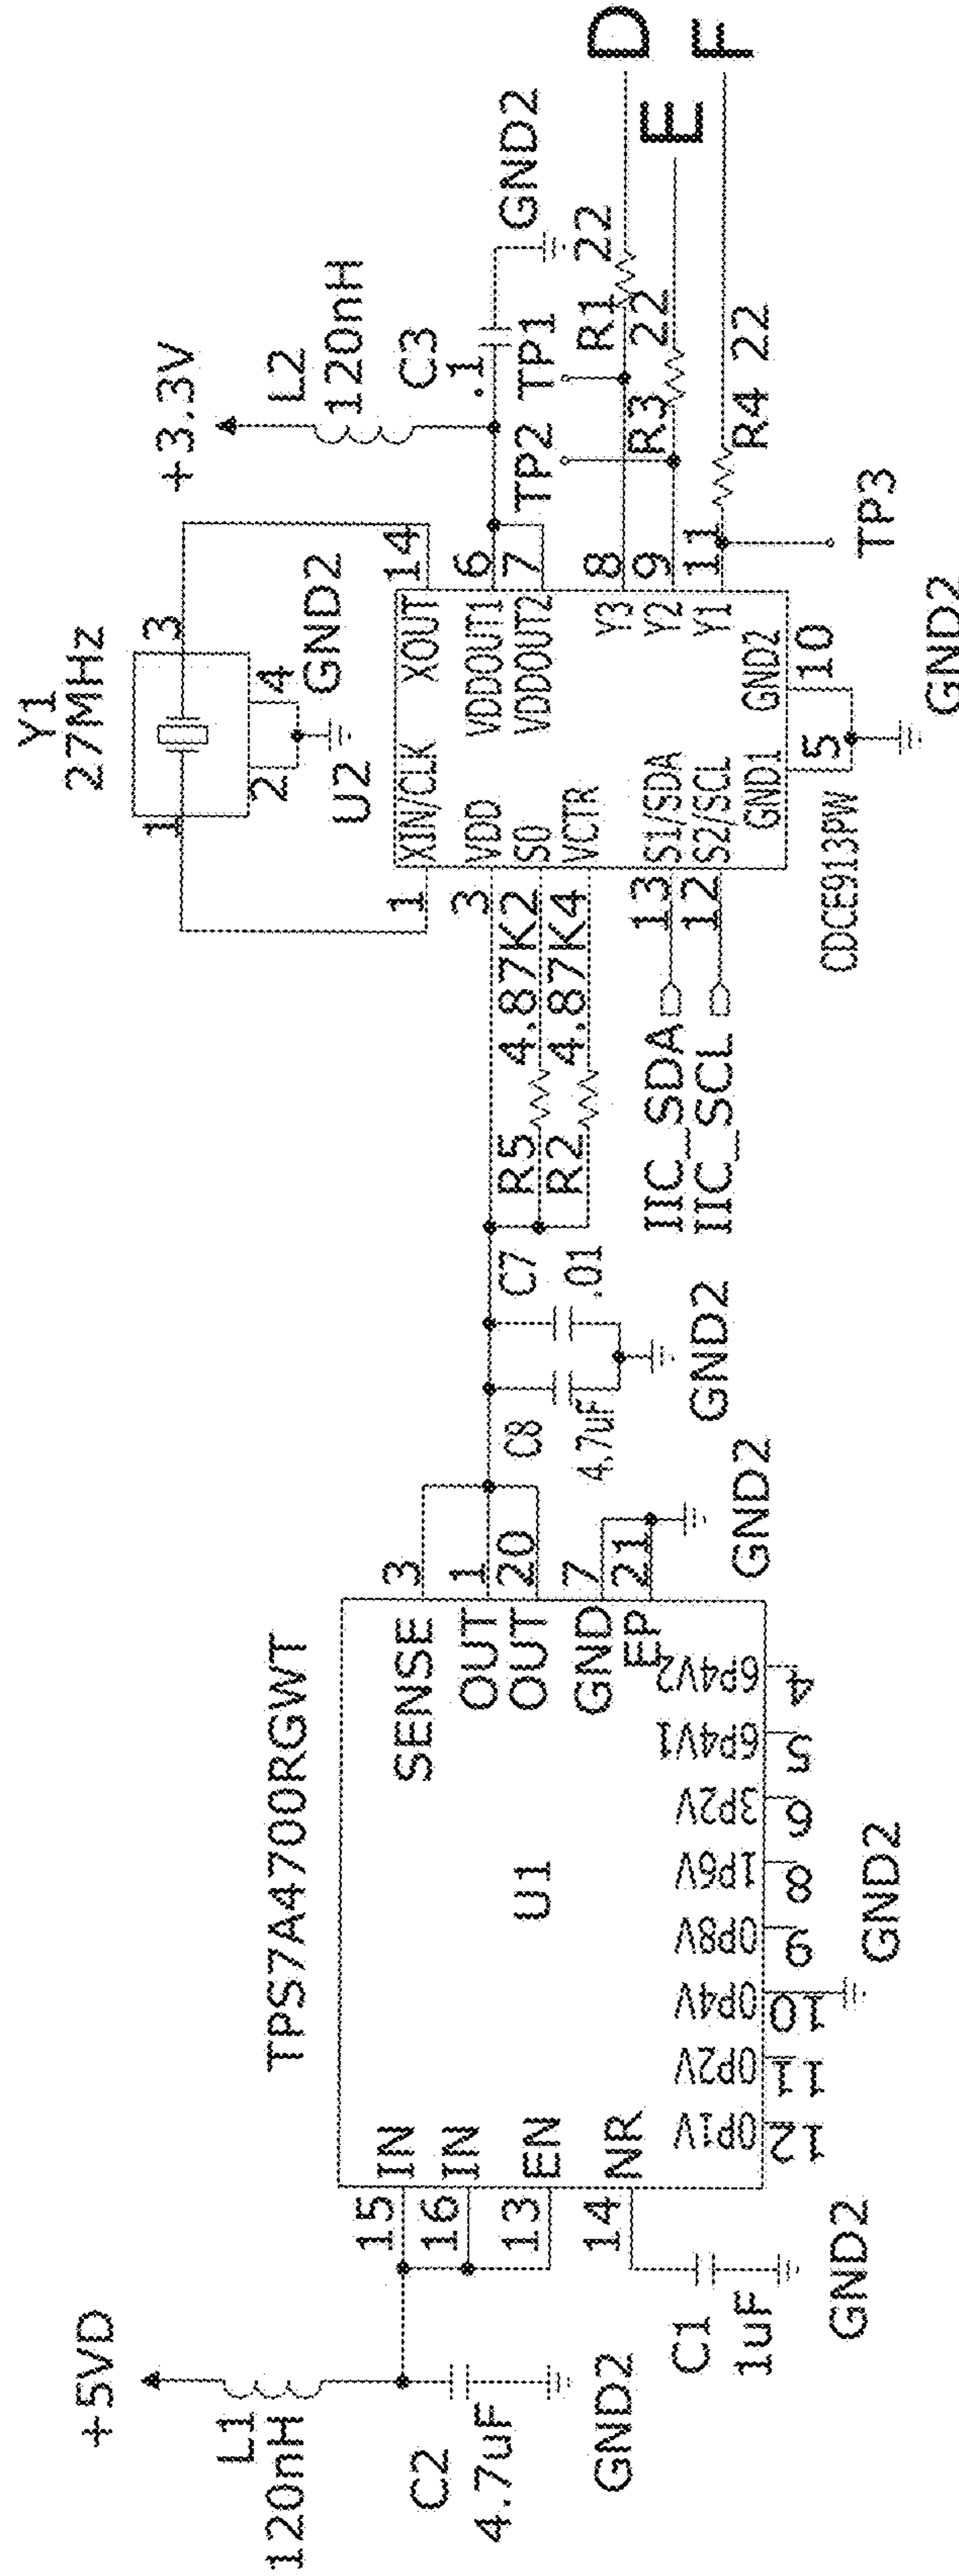 +5VD
L1
120nH
C2
4.7uF
GND2
C1
1uF
GND2
TPS7A4700RGWT
U1
15
IN
16
IN
13
EN
14
NR
SENSE
3
OUT
1
OUT
20
GND
7
EP
21
GND2
0P1V
0P2V
0P4V
0P8V
1P6V
3P2V
6P4V1
6P4V2
12
11
10
9
8
6
5
4
GND2
C8
4.7uF
C7
.01
GND2
R5
4.87K
R2
4.87K
IIC_SDA
IIC_SCL
Y1
27MHz
1
3
2
4
GND2
U2
1
XIN/CLK
3
VDD
2
S0
4
VCTR
13
S1/SDA
12
S2/SCL
XOUT
14
VDDOUT1
6
VDDOUT2
7
Y3
8
Y2
9
Y1
11
GND1
5
GND2
10
CDCE913PW
GND2
+3.3V
L2
120nH
C3
.1
GND2
TP2
TP1
R1
22
R3
22
R4 22
TP3
D
E
F